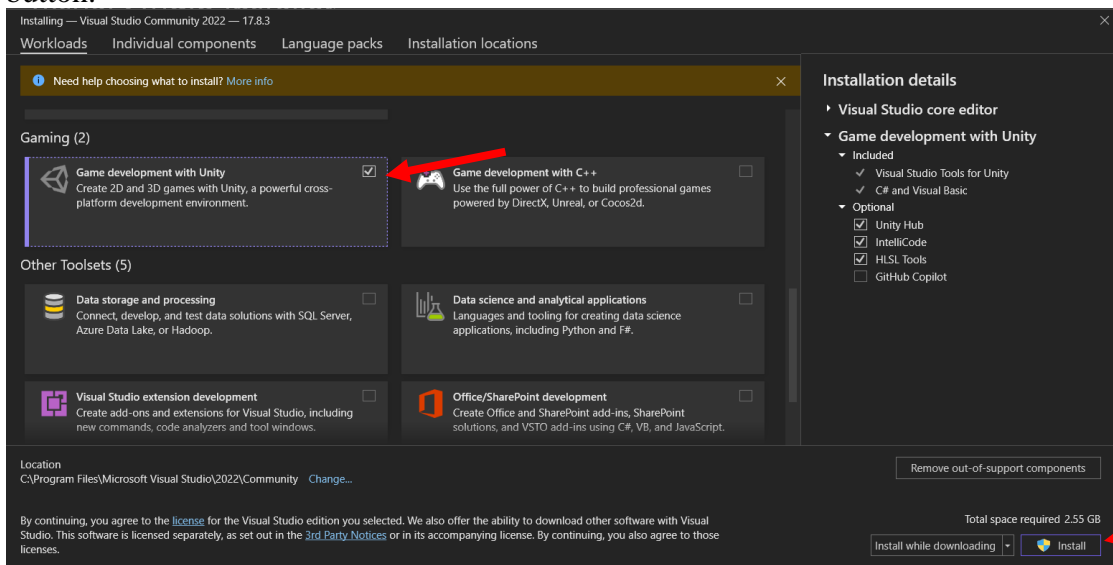 Installing — Visual Studio Community 2022 — 17.8.3
Workloads Individual components Language packs Installation locations
Need help choosing what to install? More info
Gaming (2)
Game development with Unity
Create 2D and 3D games with Unity, a powerful cross-
platform development environment.
Game development with C++
Use the full power of C++ to build professional games
powered by DirectX, Unreal, or Cocos2d.
Other Toolsets (5)
Data storage and processing
Connect, develop, and test data solutions with SQL Server,
Azure Data Lake, or Hadoop.
Data science and analytical applications
Languages and tooling for creating data science
applications, including Python and F#.
Visual Studio extension development
Create add-ons and extensions for Visual Studio, including
new commands, code analyzers and tool windows.
Office/SharePoint development
Create Office and SharePoint add-ins, SharePoint
solutions, and VSTO add-ins using C#, VB, and JavaScript.
Installation details
Visual Studio core editor
Game development with Unity
Included
Visual Studio Tools for Unity
C# and Visual Basic
Optional
Unity Hub
IntelliCode
HLSL Tools
GitHub Copilot
Location
C:\Program Files\Microsoft Visual Studio\2022\Community Change...
Remove out-of-support components
By continuing, you agree to the license for the Visual Studio edition you selected. We also offer the ability to download other software with Visual
Studio. This software is licensed separately, as set out in the 3rd Party Notices or in its accompanying license. By continuing, you also agree to those
licenses.
Total space required 2.55 GB
Install while downloading Install